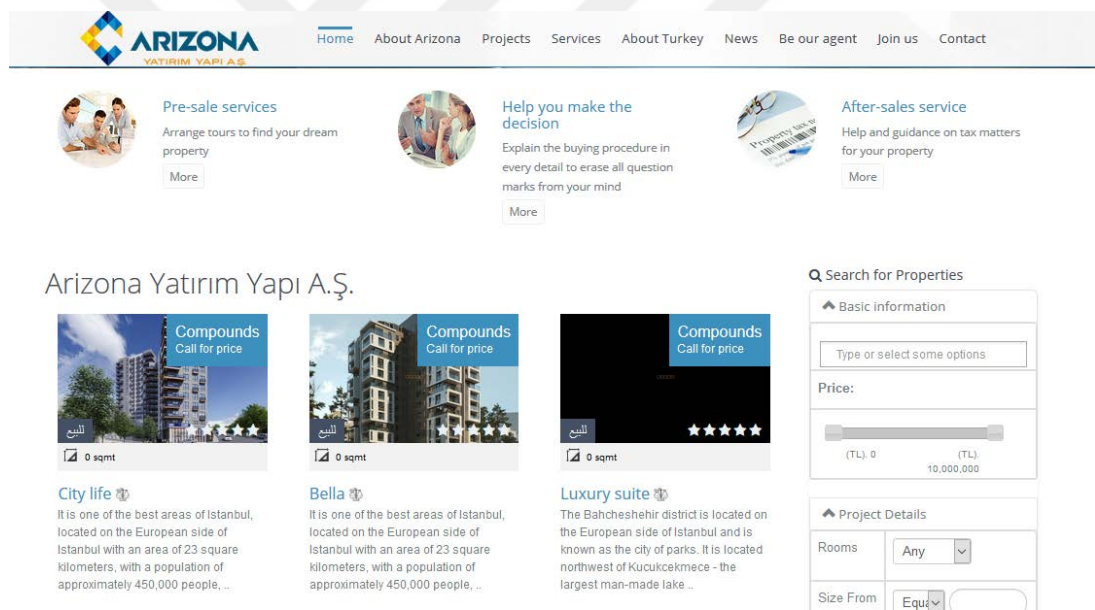 ARIZONA
YATIRIM YAPI A.Ş.
Home About Arizona Projects Services About Turkey News Be our agent Join us Contact
Pre-sale services
Arrange tours to find your dream
property
More
Help you make the
decision
Explain the buying procedure in
every detail to erase all question
marks from your mind
More
Property tax
After-sales service
Help and guidance on tax matters
for your property
More
Arizona Yatırım Yapı A.Ş.
Compounds
Call for price
للبيع
0 sqmt
City life
It is one of the best areas of Istanbul,
located on the European side of
Istanbul with an area of 23 square
kilometers, with a population of
approximately 450,000 people, ..
Compounds
Call for price
للبيع
0 sqmt
Bella
It is one of the best areas of Istanbul,
located on the European side of
Istanbul with an area of 23 square
kilometers, with a population of
approximately 450,000 people, ..
Compounds
Call for price
للبيع
0 sqmt
Luxury suite
The Bahcheshehir district is located on
the European side of Istanbul and is
known as the city of parks. It is located
northwest of Kucukcekmece - the
largest man-made lake ..
Search for Properties
Basic information
Type or select some options
Price:
(TL). 0 (TL).
10,000,000
Project Details
Rooms Any
Size From Equa